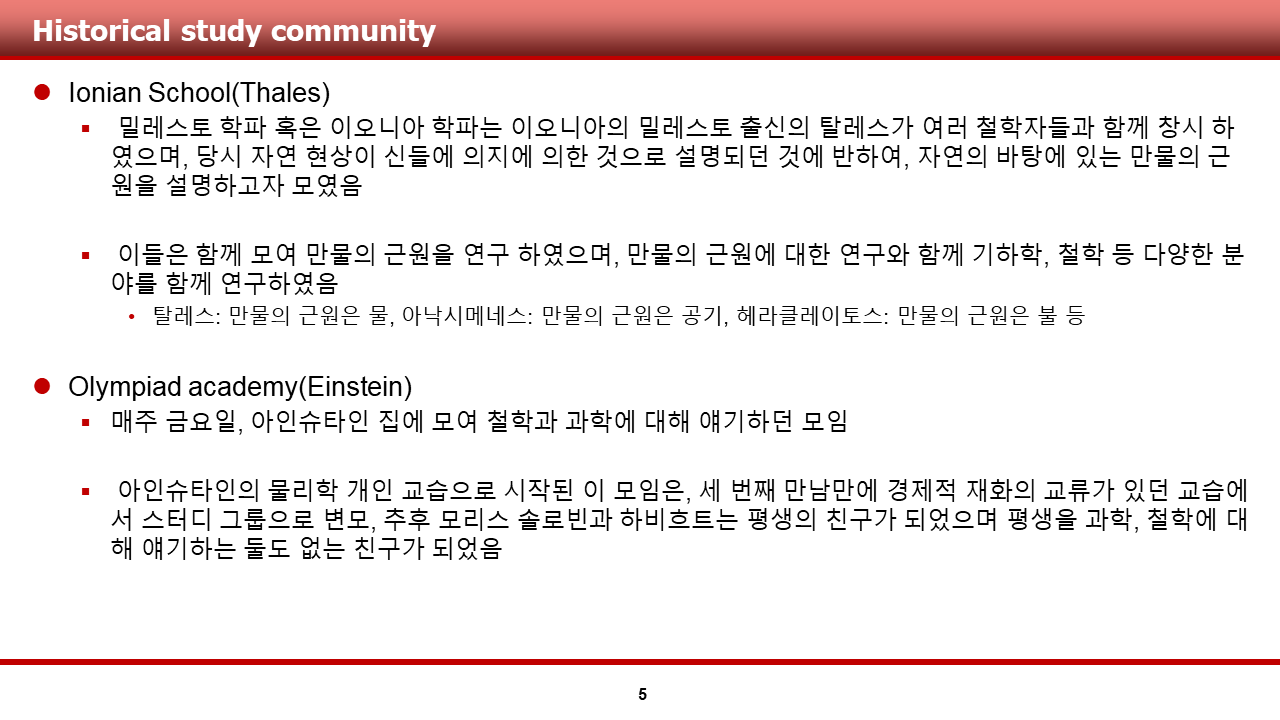 Historical study community
Ionian School(Thales)
밀레스토 학파 혹은 이오니아 학파는 이오니아의 밀레스토 출신의 탈레스가 여러 철학자들과 함께 창시 하
였으며, 당시 자연 현상이 신들에 의지에 의한 것으로 설명되던 것에 반하여, 자연의 바탕에 있는 만물의 근
원을 설명하고자 모였음
이들은 함께 모여 만물의 근원을 연구 하였으며, 만물의 근원에 대한 연구와 함께 기하학, 철학 등 다양한 분
야를 함께 연구하였음
탈레스: 만물의 근원은 물, 아낙시메네스: 만물의 근원은 공기, 헤라클레이토스: 만물의 근원은 불 등
Olympiad academy(Einstein)
매주 금요일, 아인슈타인 집에 모여 철학과 과학에 대해 얘기하던 모임
아인슈타인의 물리학 개인 교습으로 시작된 이 모임은, 세 번째 만남만에 경제적 재화의 교류가 있던 교습에
서 스터디 그룹으로 변모, 추후 모리스 솔로빈과 하비흐트는 평생의 친구가 되었으며 평생을 과학, 철학에 대
해 얘기하는 둘도 없는 친구가 되었음
5